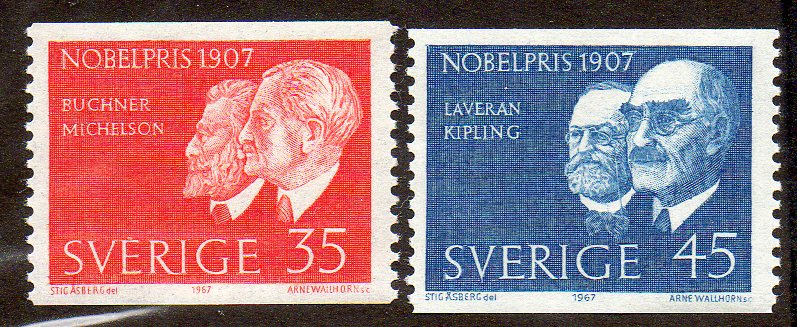 NOBELPRIS 1907
BUCHNER
MICHELSON
SVERIGE 35
STIG ÅSBERG del 1967 ARNE WALLHORN sc
NOBELPRIS 1907
LAVERAN
KIPLING
SVERIGE 45
STIG ÅSBERG del 1967 ARNE WALLHORN sc